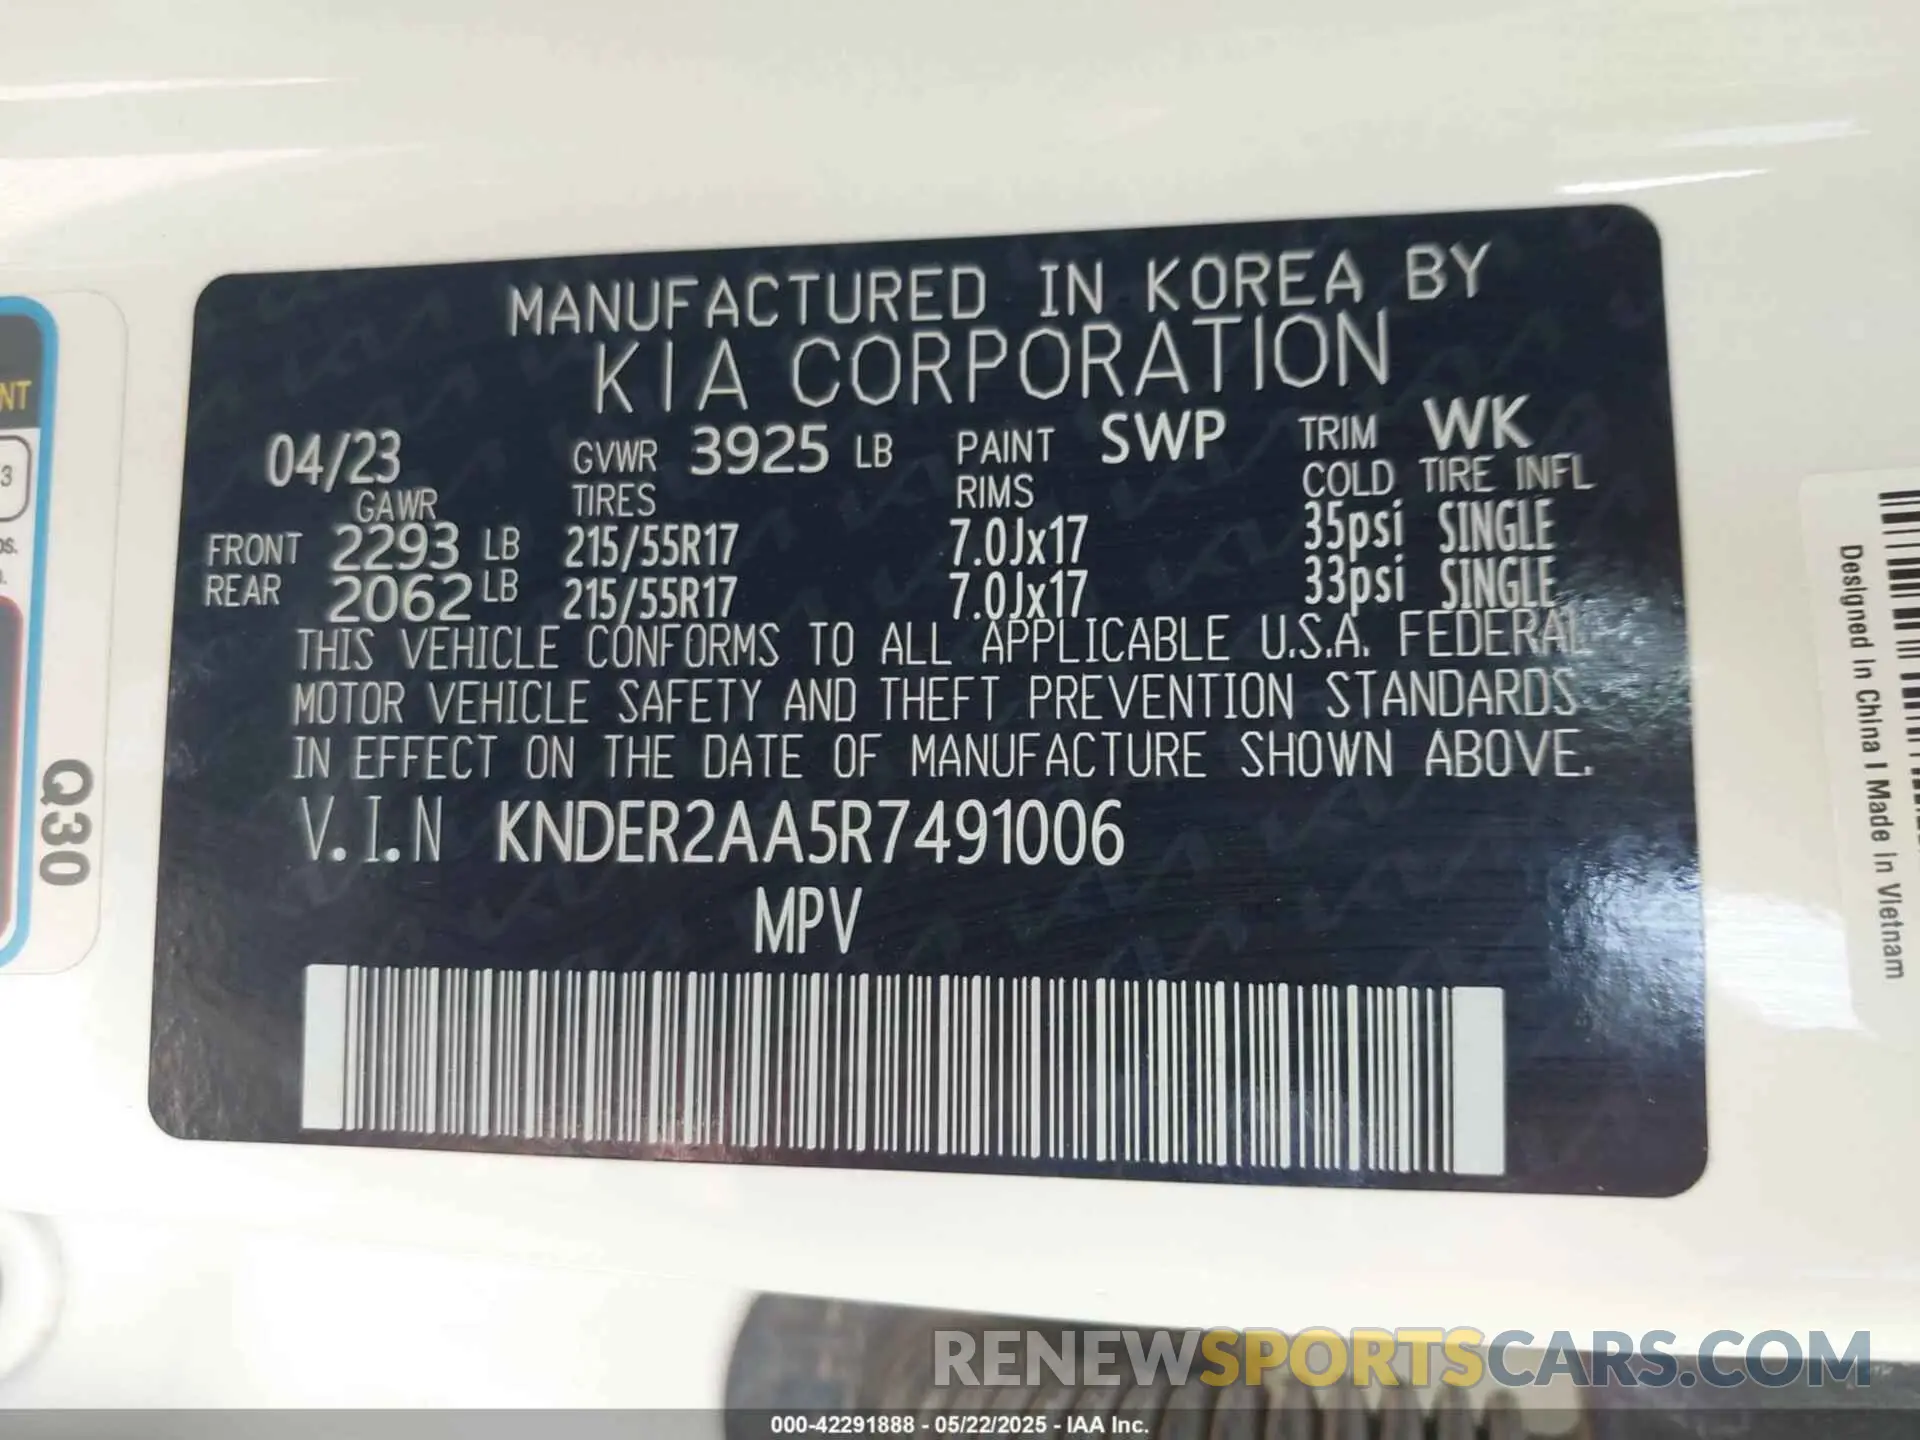 MANUFACTURED IN KOREA BY
KIA CORPORATION
04/23 GVWR 3925 LB PAINT SWP TRIM WK
GAWR TIRES RIMS COLD TIRE INFL
FRONT 2293 LB 215/55R17 7.0Jx17 35psi SINGLE
REAR 2062 LB 215/55R17 7.0Jx17 33psi SINGLE
THIS VEHICLE CONFORMS TO ALL APPLICABLE U.S.A. FEDERAL
MOTOR VEHICLE SAFETY AND THEFT PREVENTION STANDARDS
IN EFFECT ON THE DATE OF MANUFACTURE SHOWN ABOVE.
V.I.N KNDER2AA5R7491006
MPV
NT
3
Q30
Designed In China I Made In Vietnam
RENEWSPORTSCARS.COM
000-42291888 - 05/22/2025 - IAA Inc.